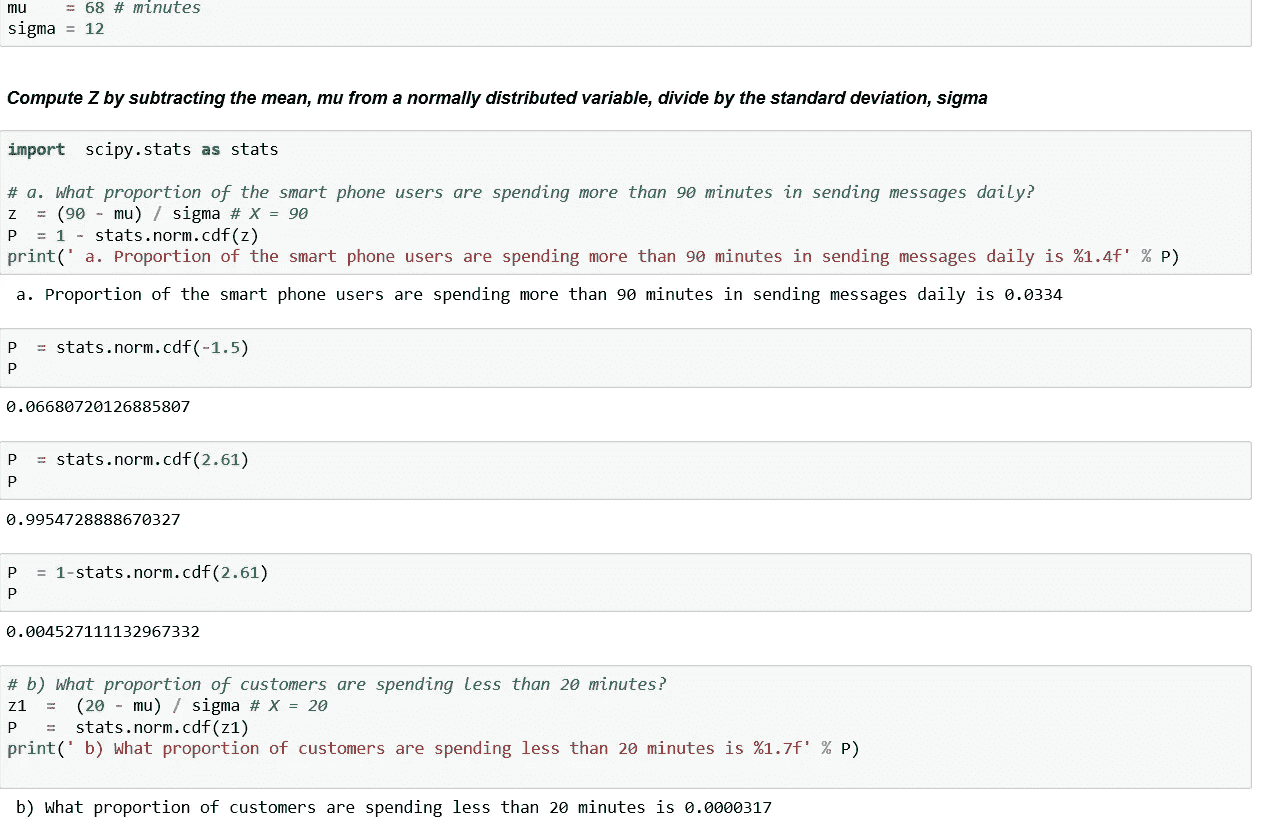 mu    = 68 # minutes
sigma = 12
Compute Z by subtracting the mean, mu from a normally distributed variable, divide by the standard deviation, sigma
import  scipy.stats as stats
# a. What proportion of the smart phone users are spending more than 90 minutes in sending messages daily?
z  = (90 - mu) / sigma # X = 90
P  = 1 - stats.norm.cdf(z)
print(' a. Proportion of the smart phone users are spending more than 90 minutes in sending messages daily is %1.4f' % P)
a. Proportion of the smart phone users are spending more than 90 minutes in sending messages daily is 0.0334
P  = stats.norm.cdf(-1.5)
P
0.06680720126885807
P  = stats.norm.cdf(2.61)
P
0.9954728888670327
P  = 1-stats.norm.cdf(2.61)
P
0.004527111132967332
# b) What proportion of customers are spending less than 20 minutes?
z1  =  (20 - mu) / sigma # X = 20
P   =  stats.norm.cdf(z1)
print(' b) What proportion of customers are spending less than 20 minutes is %1.7f' % P)
b) What proportion of customers are spending less than 20 minutes is 0.0000317